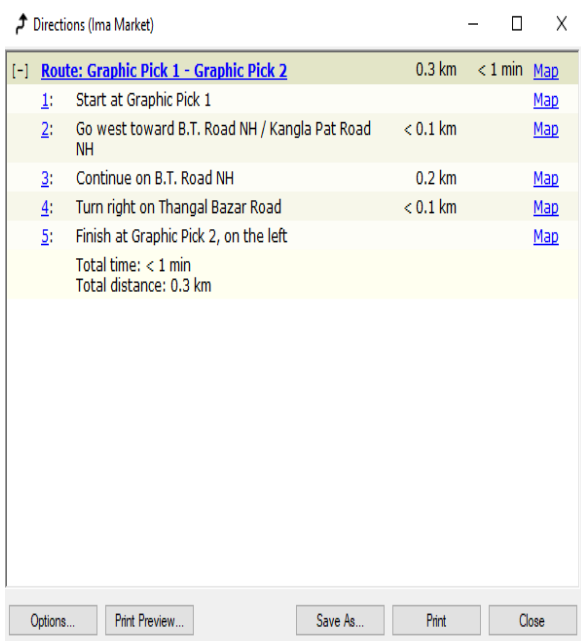 Directions (Ima Market)
[-] Route: Graphic Pick 1 - Graphic Pick 2 0.3 km < 1 min Map
1: Start at Graphic Pick 1 Map
2: Go west toward B.T. Road NH / Kangla Pat Road < 0.1 km Map
NH
3: Continue on B.T. Road NH 0.2 km Map
4: Turn right on Thangal Bazar Road < 0.1 km Map
5: Finish at Graphic Pick 2, on the left Map
Total time: < 1 min
Total distance: 0.3 km
Options... Print Preview... Save As... Print Close